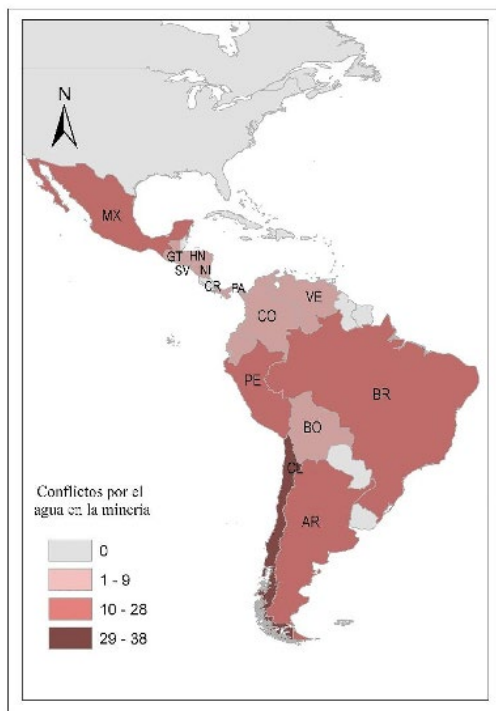 N
MX
GT HN
SV NI
CR PA
VE
CO
PE
BR
BO
CL
AR
Conflictos por el
agua en la minería
0
1 - 9
10 - 28
29 - 38